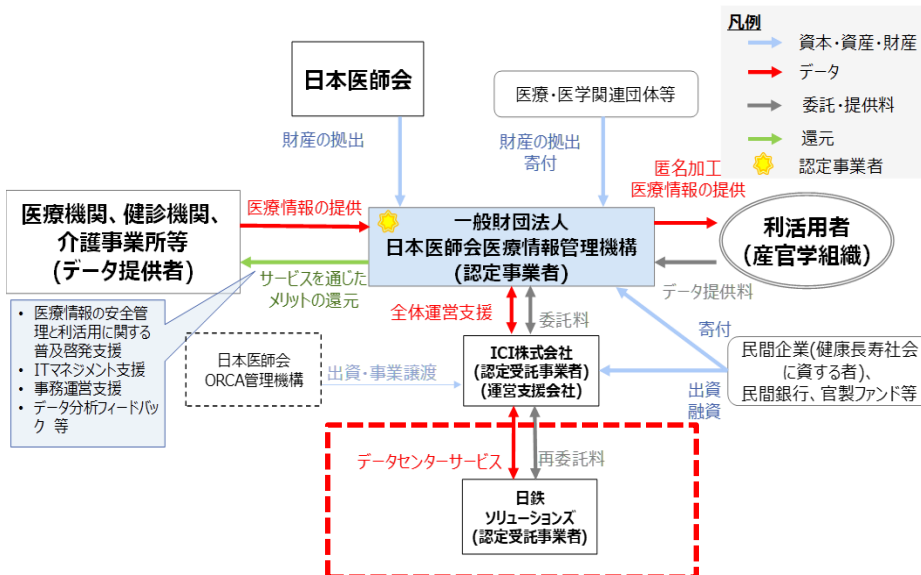 凡例
資本・資産・財産
データ
委託・提供料
還元
認定事業者
日本医師会
医療・医学関連団体等
財産の拠出
財産の拠出
寄付
匿名加工
医療情報の提供
医療機関、健診機関、
介護事業所等
(データ提供者)
医療情報の提供
一般財団法人
日本医師会医療情報管理機構
(認定事業者)
利活用者
(産官学組織)
サービスを通じた
メリットの還元
データ提供料
全体運営支援
委託料
寄付
• 医療情報の安全管
理と利活用に関する
普及啓発支援
• ITマネジメント支援
• 事務運営支援
• データ分析フィードバッ
ク 等
日本医師会
ORCA管理機構
出資・事業譲渡
ICI株式会社
(認定受託事業者)
(運営支援会社)
出資
融資
民間企業(健康長寿社会
に資する者)、
民間銀行、官製ファンド等
データセンターサービス
再委託料
日鉄
ソリューションズ
(認定受託事業者)